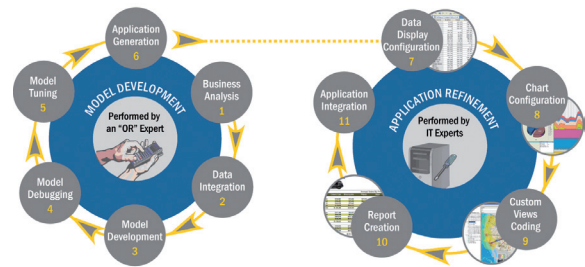 Application
Generation
6
Model
Tuning
5
Business
Analysis
1
MODEL DEVELOPMENT
Performed by
an "OR" Expert
Model
Debugging
4
Data
Integration
2
Model
Development
3
Data
Display
Configuration
7
Application
Integration
11
Chart
Configuration
8
APPLICATION REFINEMENT
Performed by
IT Experts
Report
Creation
10
Custom
Views
Coding
9